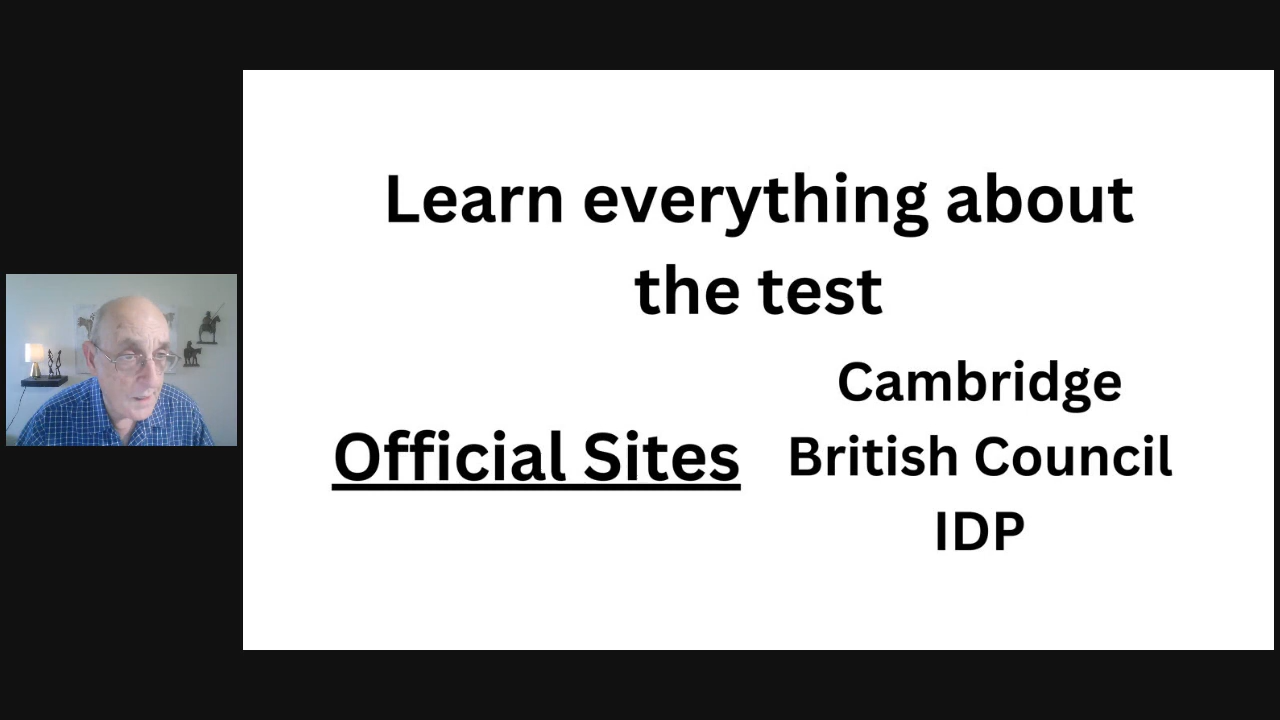 Learn everything about
the test
Official Sites
Cambridge
British Council
IDP